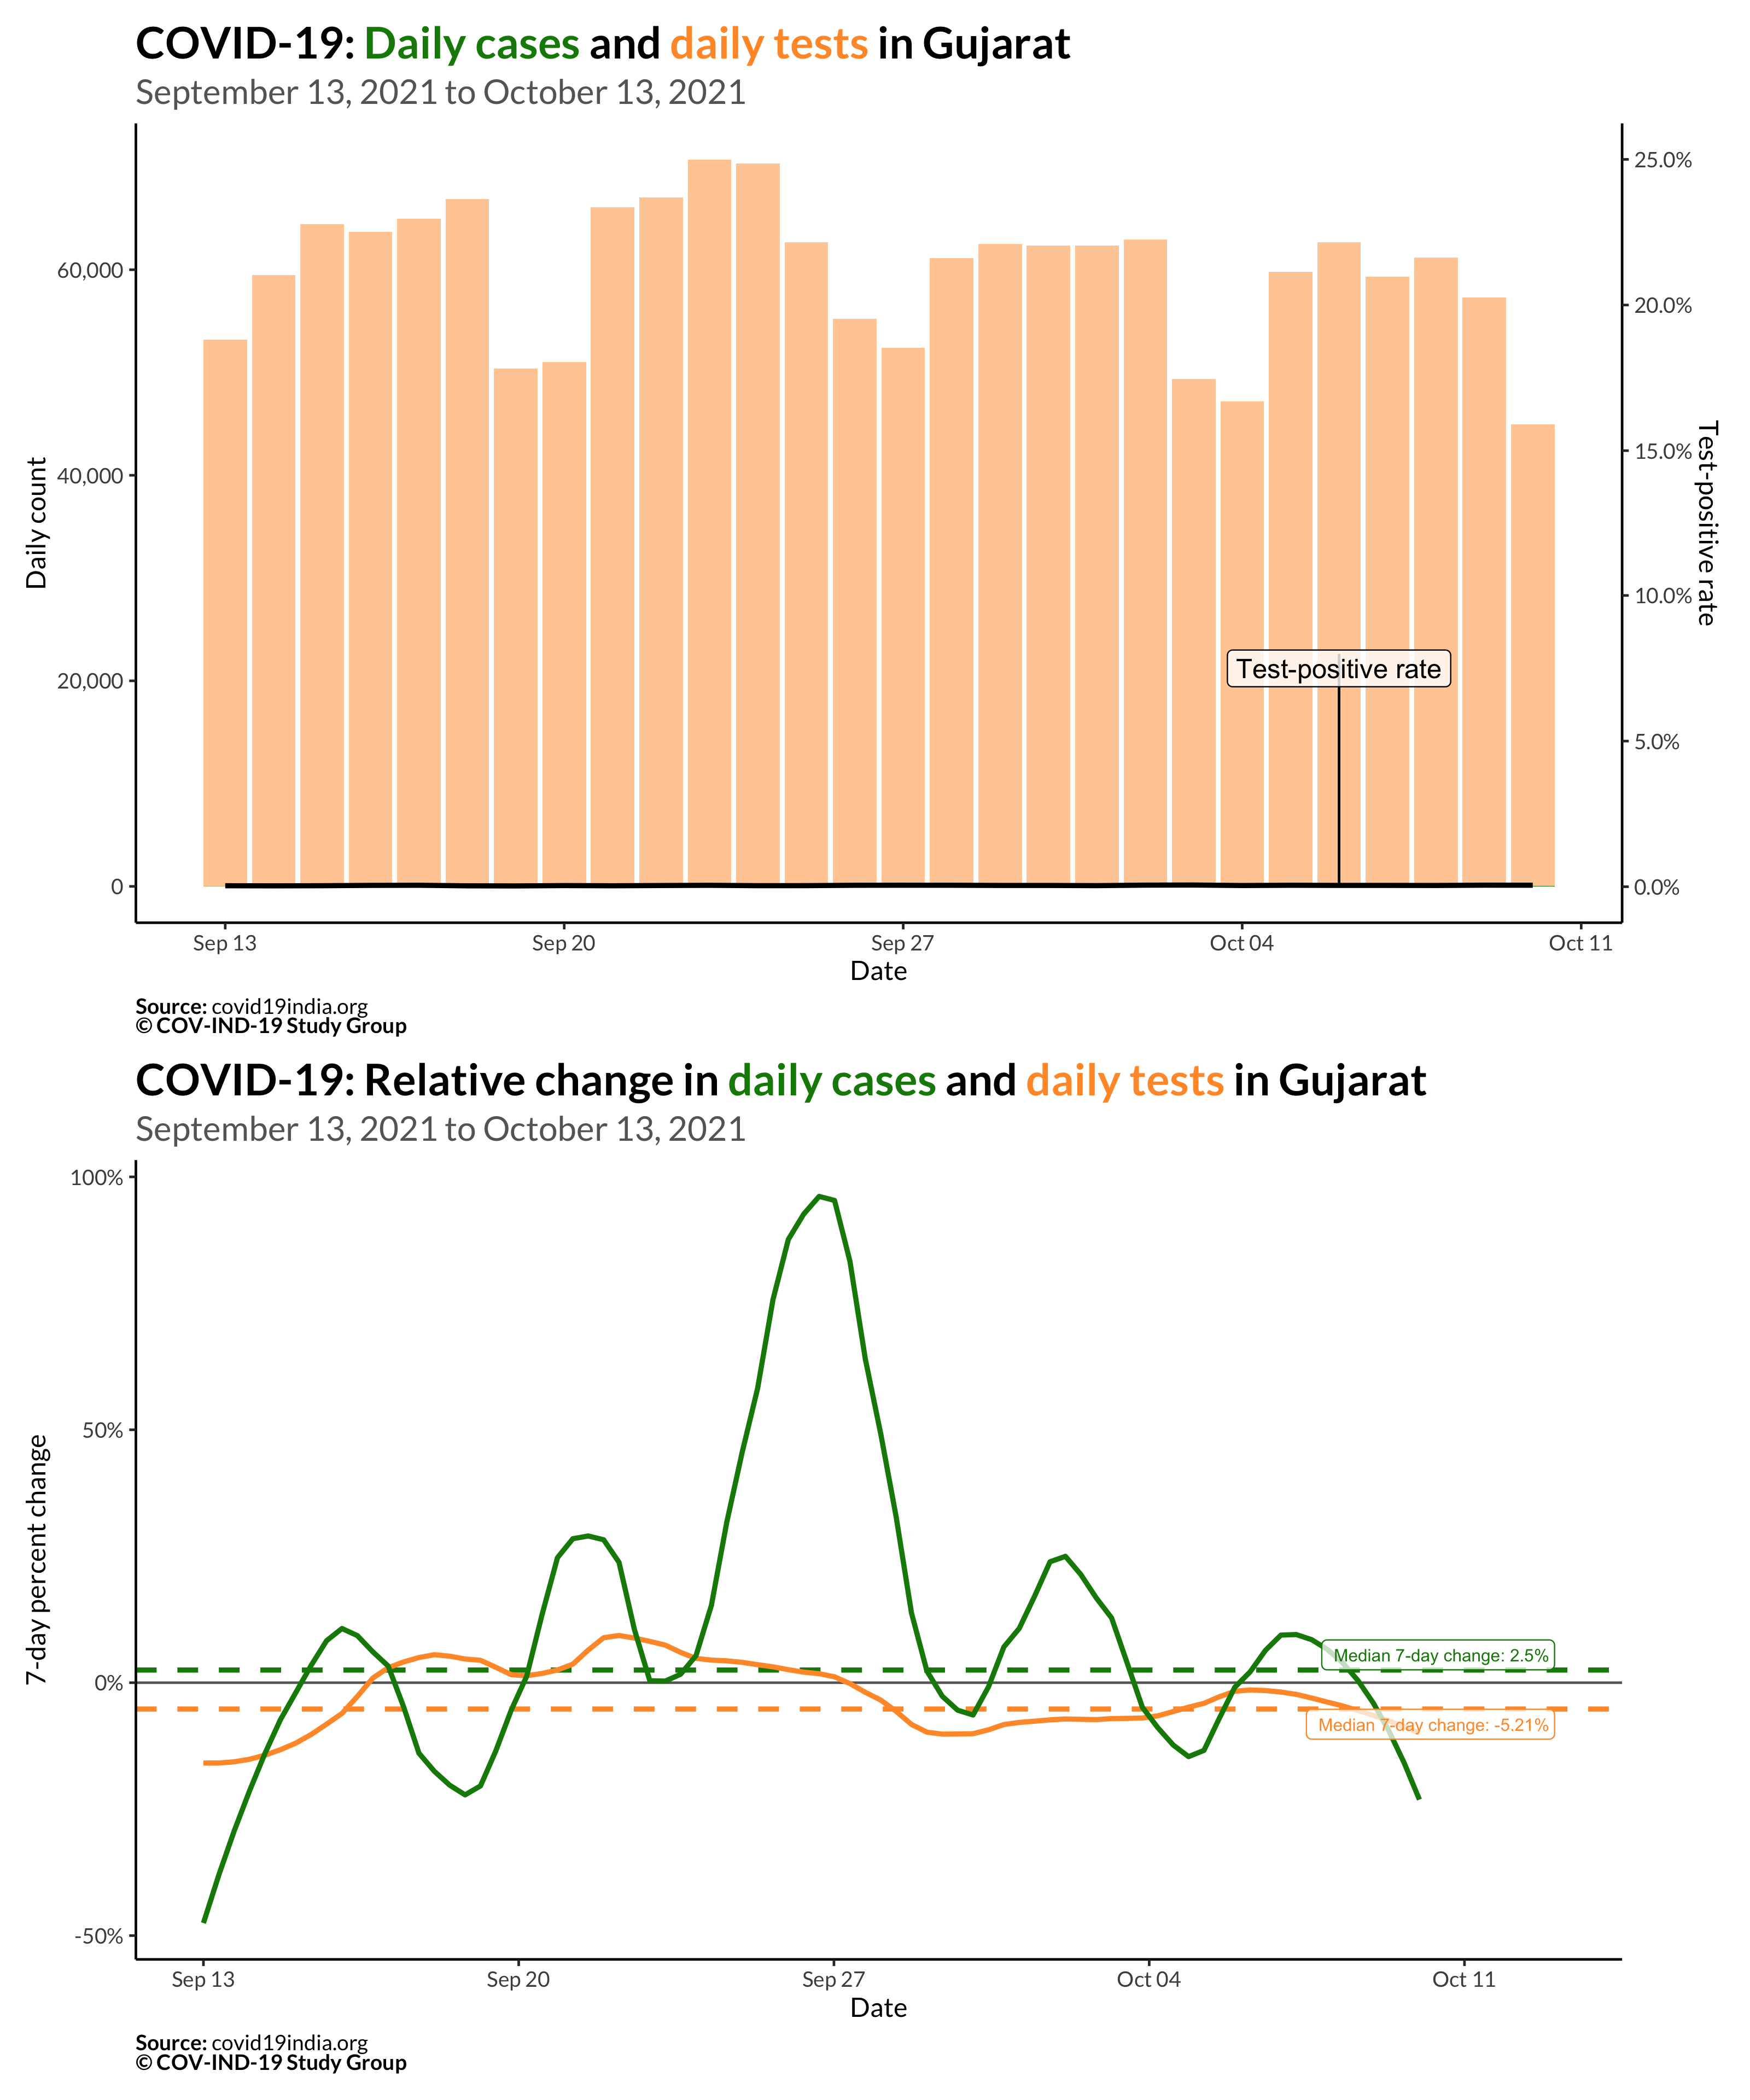 COVID-19: Daily cases and daily tests in Gujarat
September 13, 2021 to October 13, 2021
25.0%
20.0%
60,000
15.0%
40,000
Daily count
Test-positive rate
10.0%
Test-positive rate
20,000
5.0%
0
0.0%
Sep 13 Sep 20 Sep 27 Oct 04 Oct 11
Date
Source: covid19india.org
© COV-IND-19 Study Group
COVID-19: Relative change in daily cases and daily tests in Gujarat
September 13, 2021 to October 13, 2021
100%
50%
7-day percent change
Median 7-day change: 2.5%
0%
Median 7-day change: -5.21%
-50%
Sep 13 Sep 20 Sep 27 Oct 04 Oct 11
Date
Source: covid19india.org
© COV-IND-19 Study Group